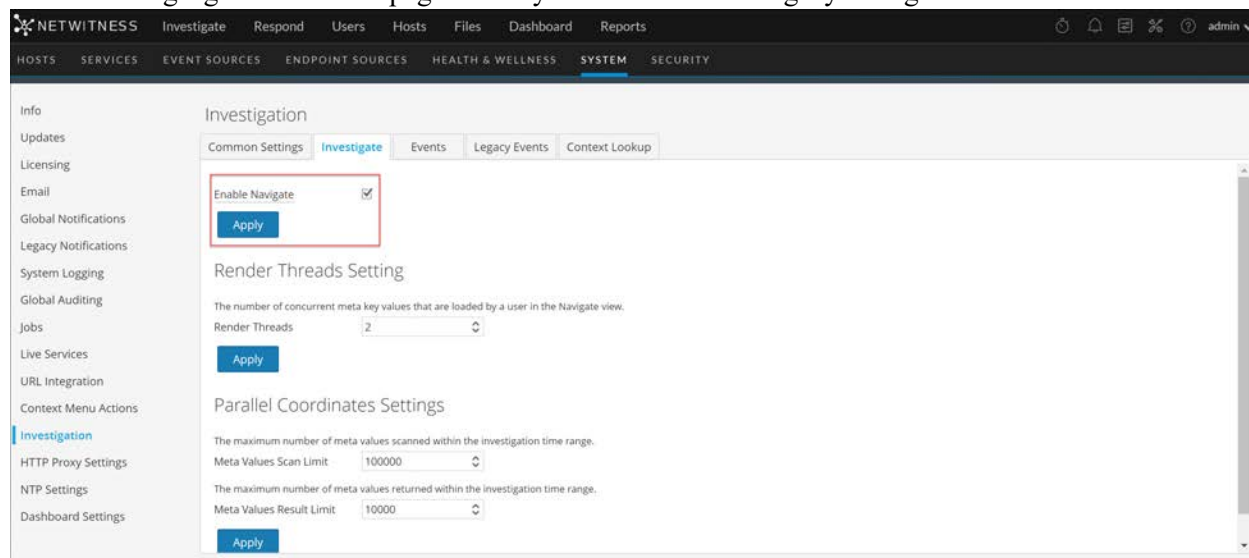 NETWITNESS Investigate Respond Users Hosts Files Dashboard Reports admin
HOSTS SERVICES EVENT SOURCES ENDPOINT SOURCES HEALTH & WELLNESS SYSTEM SECURITY
Info
Updates
Licensing
Email
Global Notifications
Legacy Notifications
System Logging
Global Auditing
Jobs
Live Services
URL Integration
Context Menu Actions
Investigation
HTTP Proxy Settings
NTP Settings
Dashboard Settings
Investigation
Common Settings Investigate Events Legacy Events Context Lookup
Enable Navigate
Apply
Render Threads Setting
The number of concurrent meta key values that are loaded by a user in the Navigate view.
Render Threads 2
Apply
Parallel Coordinates Settings
The maximum number of meta values scanned within the investigation time range.
Meta Values Scan Limit 100000
The maximum number of meta values returned within the investigation time range.
Meta Values Result Limit 10000
Apply